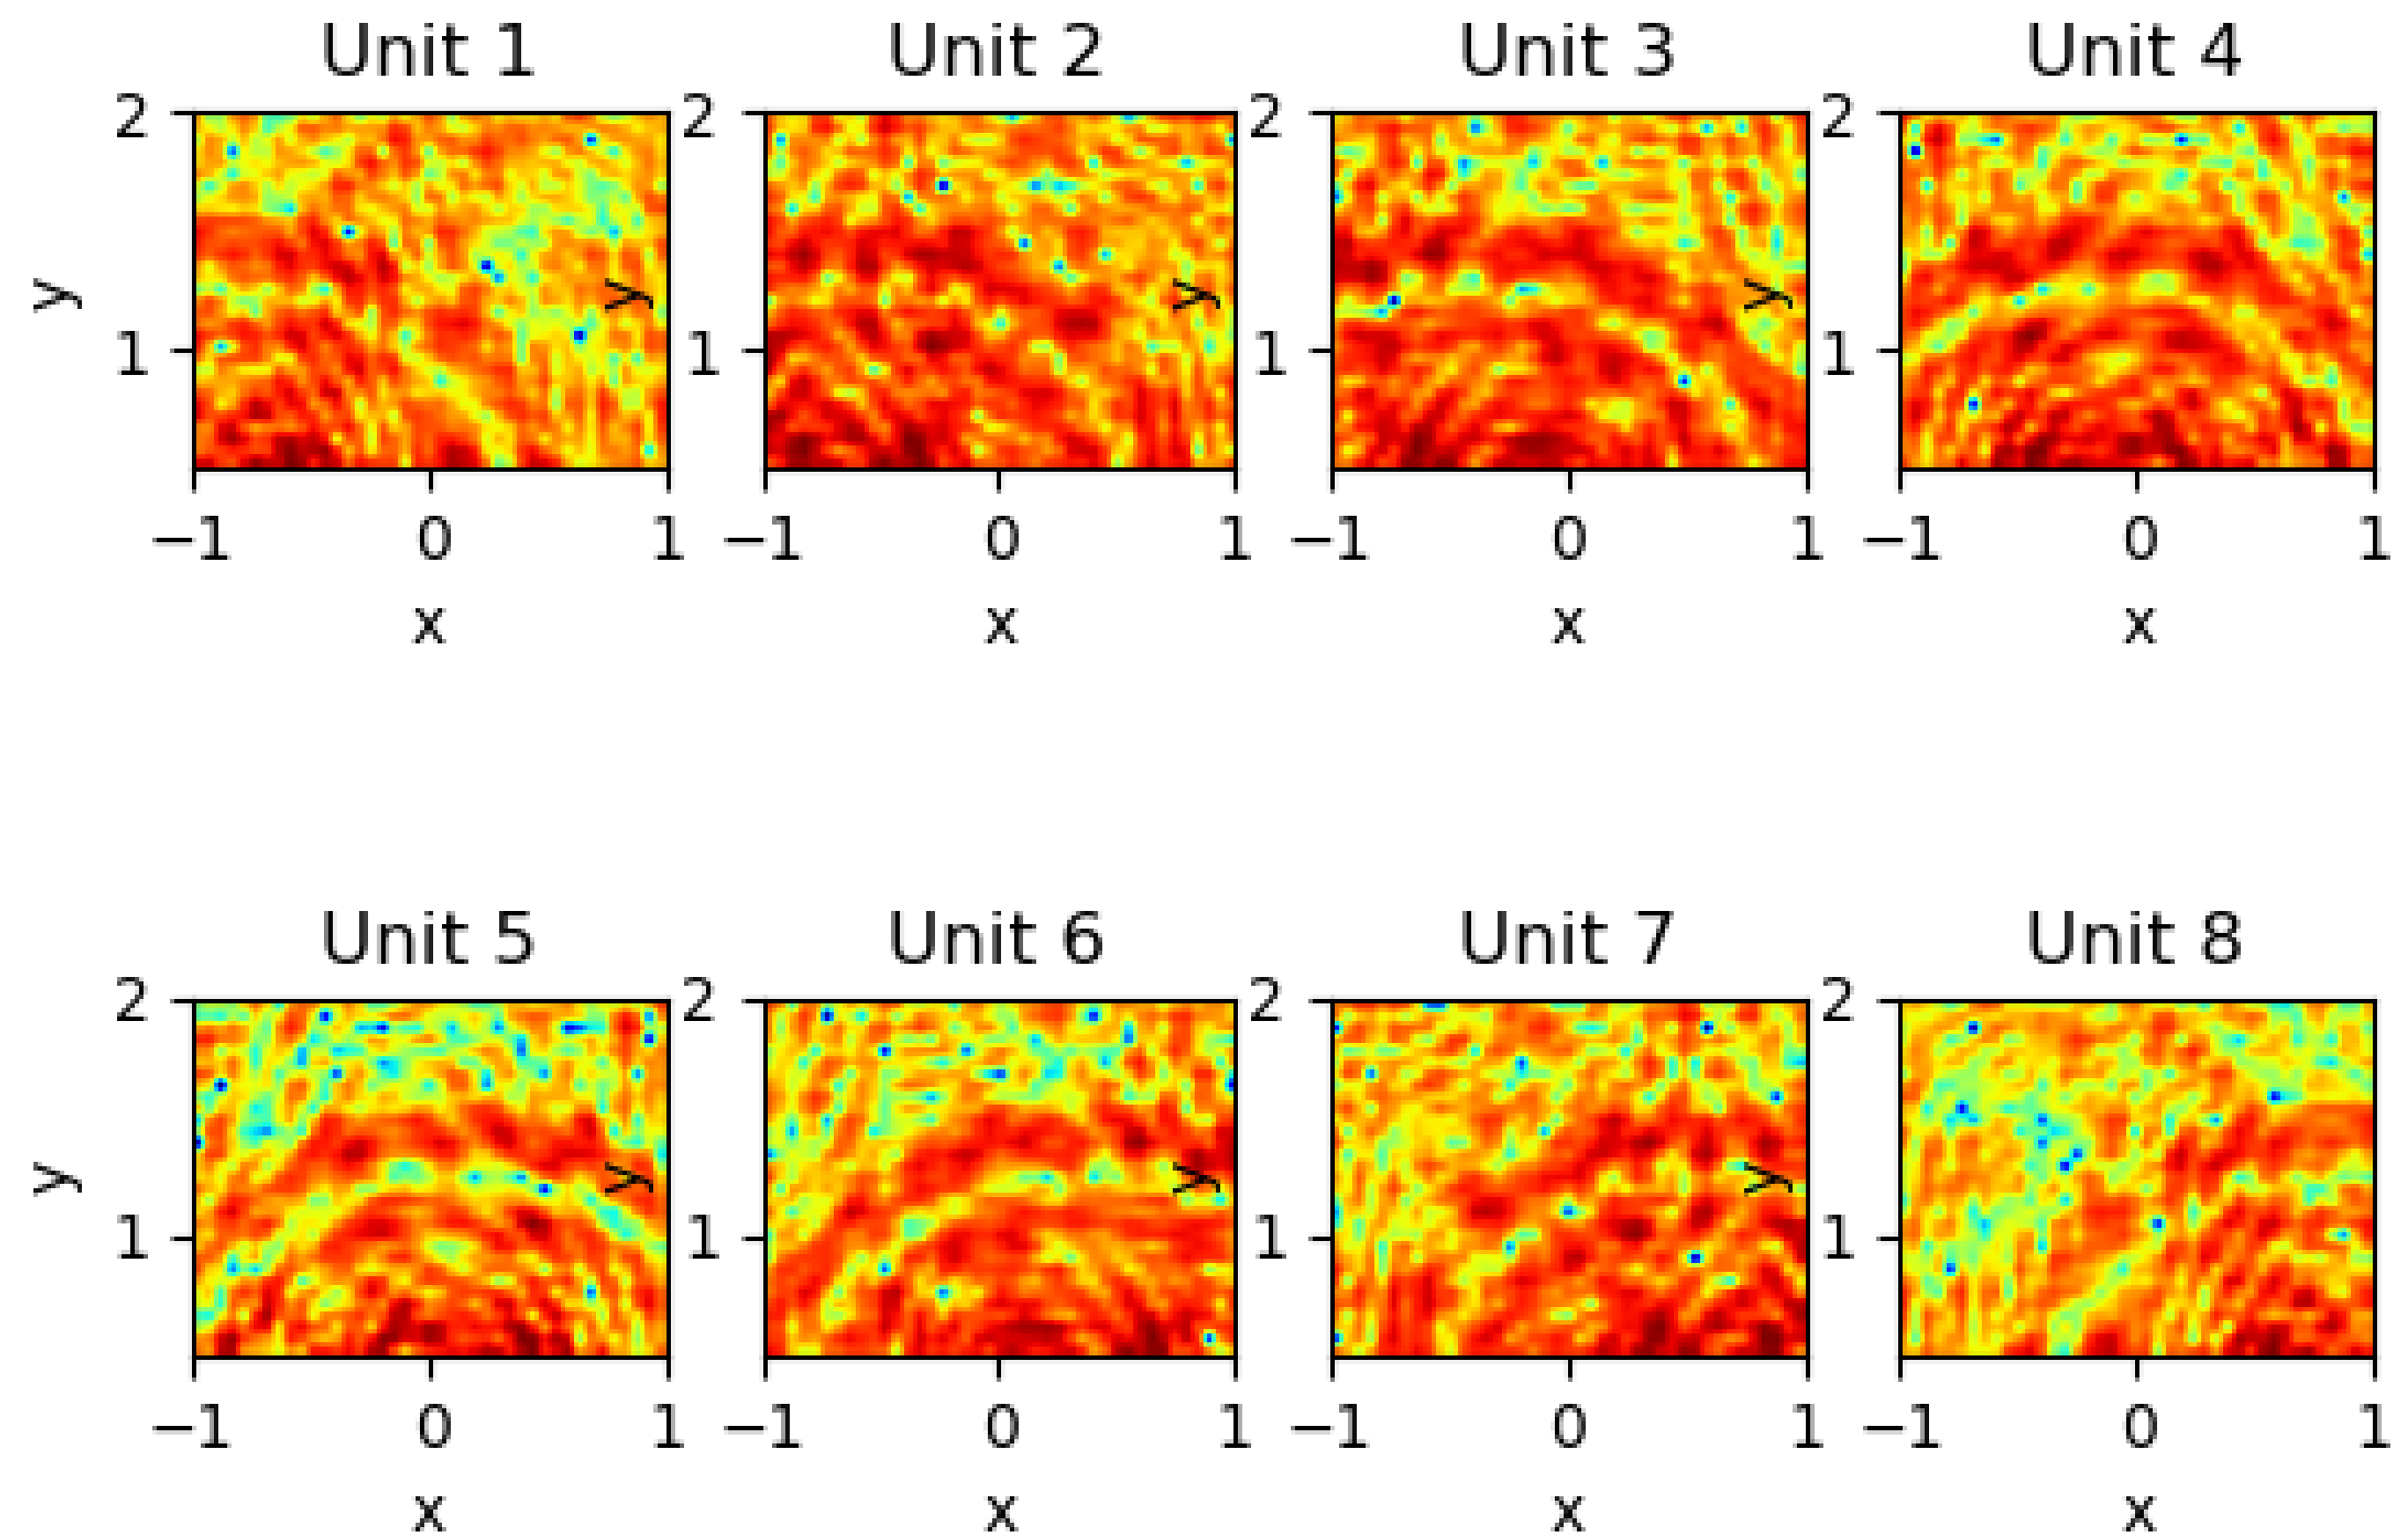 Unit 1 Unit 2 Unit 3 Unit 4
2 2 2 2
y y y y
1 1 1 1
−1 0 1 −1 0 1 −1 0 1 −1 0 1
x x x x
Unit 5 Unit 6 Unit 7 Unit 8
2 2 2 2
y y y y
1 1 1 1
−1 0 1 −1 0 1 −1 0 1 −1 0 1
x x x x